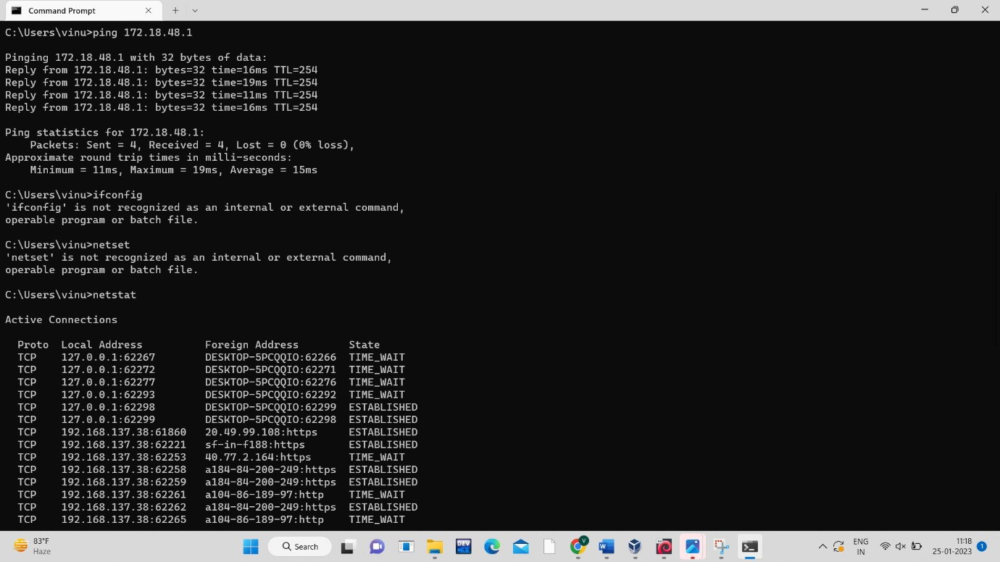 Command Prompt
C:\Users\vinu>ping 172.18.48.1
Pinging 172.18.48.1 with 32 bytes of data:
Reply from 172.18.48.1: bytes=32 time=16ms TTL=254
Reply from 172.18.48.1: bytes=32 time=19ms TTL=254
Reply from 172.18.48.1: bytes=32 time=11ms TTL=254
Reply from 172.18.48.1: bytes=32 time=16ms TTL=254
Ping statistics for 172.18.48.1:
Packets: Sent = 4, Received = 4, Lost = 0 (0% loss),
Approximate round trip times in milli-seconds:
Minimum = 11ms, Maximum = 19ms, Average = 15ms
C:\Users\vinu>ifconfig
'ifconfig' is not recognized as an internal or external command,
operable program or batch file.
C:\Users\vinu>netset
'netset' is not recognized as an internal or external command,
operable program or batch file.
C:\Users\vinu>netstat
Active Connections
Proto Local Address Foreign Address State
TCP 127.0.0.1:62267 DESKTOP-5PCQQIO:62266 TIME_WAIT
TCP 127.0.0.1:62272 DESKTOP-5PCQQIO:62271 TIME_WAIT
TCP 127.0.0.1:62277 DESKTOP-5PCQQIO:62276 TIME_WAIT
TCP 127.0.0.1:62293 DESKTOP-5PCQQIO:62292 TIME_WAIT
TCP 127.0.0.1:62298 DESKTOP-5PCQQIO:62299 ESTABLISHED
TCP 127.0.0.1:62299 DESKTOP-5PCQQIO:62298 ESTABLISHED
TCP 192.168.137.38:61860 20.49.99.108:https ESTABLISHED
TCP 192.168.137.38:62221 sf-in-f188:https ESTABLISHED
TCP 192.168.137.38:62253 40.77.2.164:https TIME_WAIT
TCP 192.168.137.38:62258 a184-84-200-249:https ESTABLISHED
TCP 192.168.137.38:62259 a184-84-200-249:https ESTABLISHED
TCP 192.168.137.38:62261 a104-86-189-97:http TIME_WAIT
TCP 192.168.137.38:62262 a184-84-200-249:https ESTABLISHED
TCP 192.168.137.38:62265 a104-86-189-97:http TIME_WAIT
83°F
Haze
Search
DEV
V
W
ENG
IN
11:18
25-01-2023
1